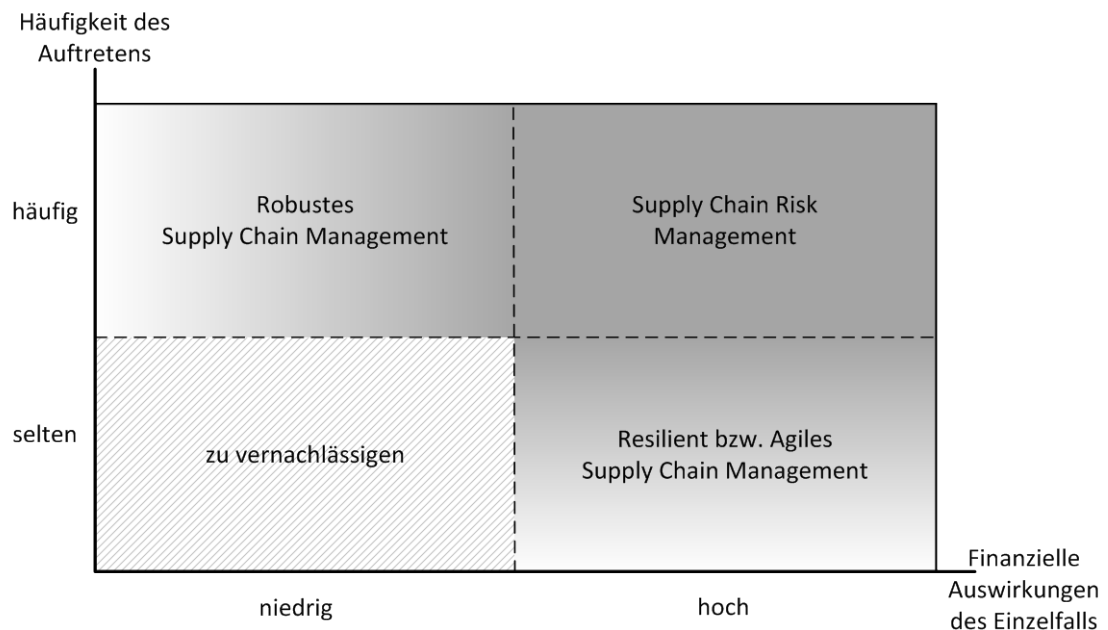 Häufigkeit des
Auftretens
häufig
Robustes
Supply Chain Management
Supply Chain Risk
Management
selten
zu vernachlässigen
Resilient bzw. Agiles
Supply Chain Management
niedrig
hoch
Finanzielle
Auswirkungen
des Einzelfalls